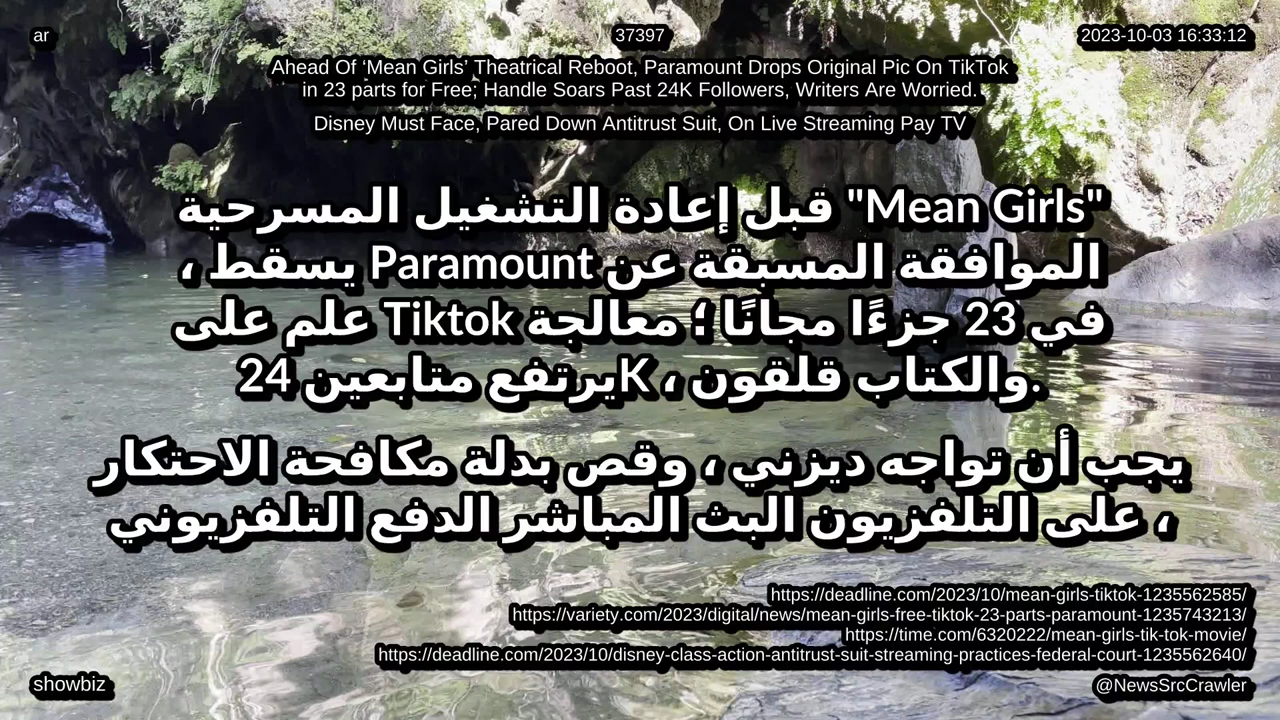 ar
37397
2023-10-03 16:33:12
Ahead Of ‘Mean Girls’ Theatrical Reboot, Paramount Drops Original Pic On TikTok
in 23 parts for Free; Handle Soars Past 24K Followers, Writers Are Worried.
Disney Must Face, Pared Down Antitrust Suit, On Live Streaming Pay TV
قبل إعادة التشغيل المسرحية "Mean Girls"
، يسقط Paramount الموافقة المسبقة عن
علم على Tiktok في 23 جزءًا مجانًا ؛ معالجة
يرتفع متابعين 24K ، والكتاب قلقون.
يجب أن تواجه ديزني ، وقص بدلة مكافحة الاحتكار
، على التلفزيون البث المباشر الدفع التلفزيوني
https://deadline.com/2023/10/mean-girls-tiktok-1235562585/
https://variety.com/2023/digital/news/mean-girls-free-tiktok-23-parts-paramount-1235743213/
https://time.com/6320222/mean-girls-tik-tok-movie/
https://deadline.com/2023/10/disney-class-action-antitrust-suit-streaming-practices-federal-court-1235562640/
showbiz
@NewsSrcCrawler